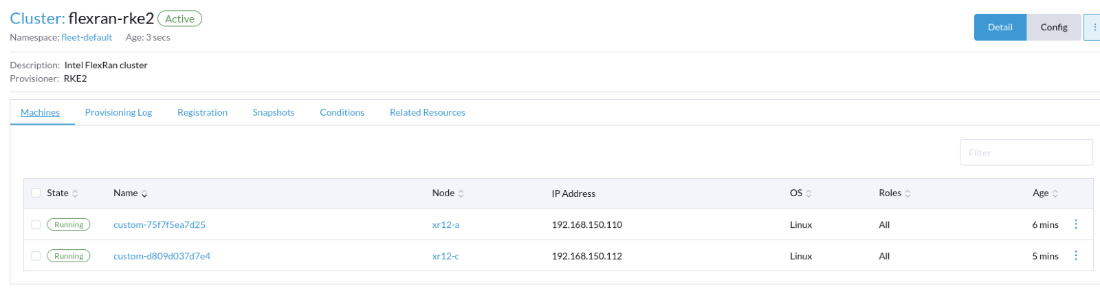 Cluster: flexran-rke2 Active
Detail Config
Namespace: fleet-default Age: 3 secs
Description: Intel FlexRan cluster
Provisioner: RKE2
Machines Provisioning Log Registration Snapshots Conditions Related Resources
Filter
State Name Node IP Address OS Roles Age
Running custom-75f7f5ea7d25 xr12-a 192.168.150.110 Linux All 6 mins
Running custom-d809d037d7e4 xr12-c 192.168.150.112 Linux All 5 mins